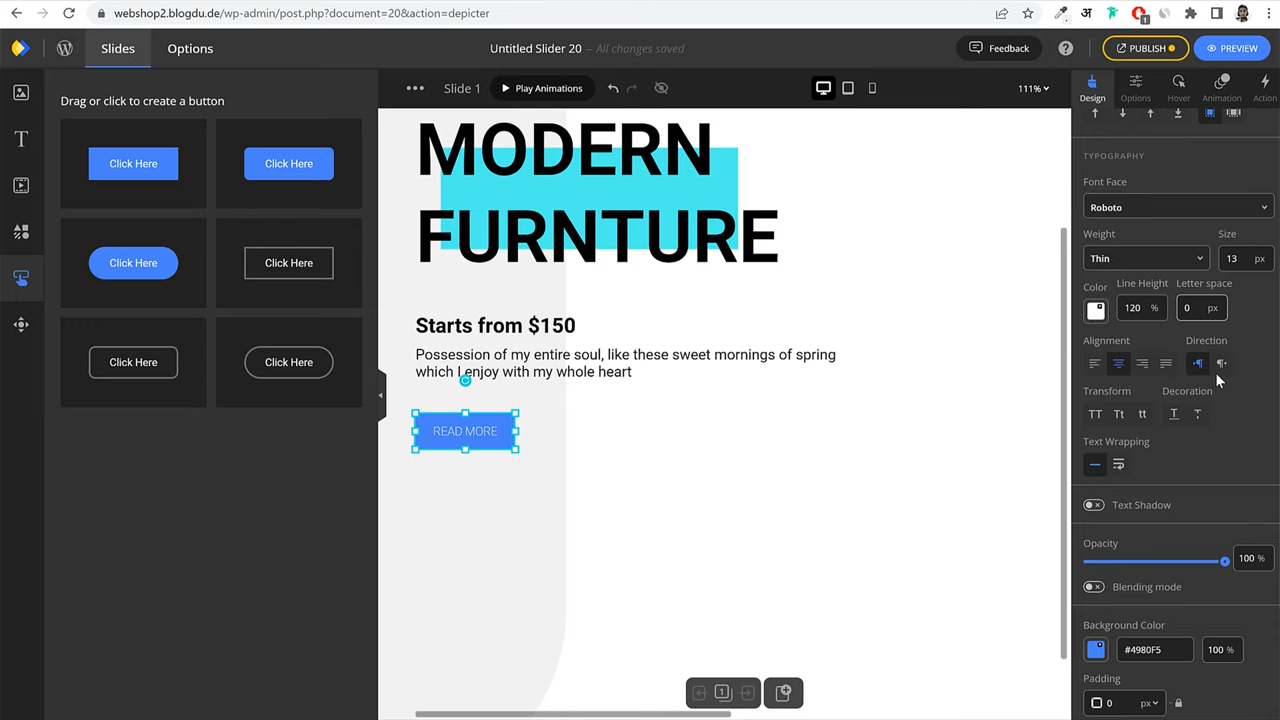 webshop2.blogdu.de/wp-admin/post.php?document=20&action=depicter
अ
1
Slides
Options
Untitled Slider 20 – All changes saved
Feedback
PUBLISH
PREVIEW
Drag or click to create a button
Click Here
Click Here
Click Here
Click Here
Click Here
Click Here
Slide 1
Play Animations
111%
MODERN
FURNTURE
Starts from $150
Possession of my entire soul, like these sweet mornings of spring
which I enjoy with my whole heart
READ MORE
1
Design
Options
Hover
Animation
Action
TYPOGRAPHY
Font Face
Roboto
Weight
Size
Thin
13 px
Color
Line Height
Letter space
120 %
0 px
Alignment
Direction
Transform
Decoration
TT
Tt
tt
T
Text Wrapping
Text Shadow
Opacity
100 %
Blending mode
Background Color
#4980F5
100 %
Padding
0
px